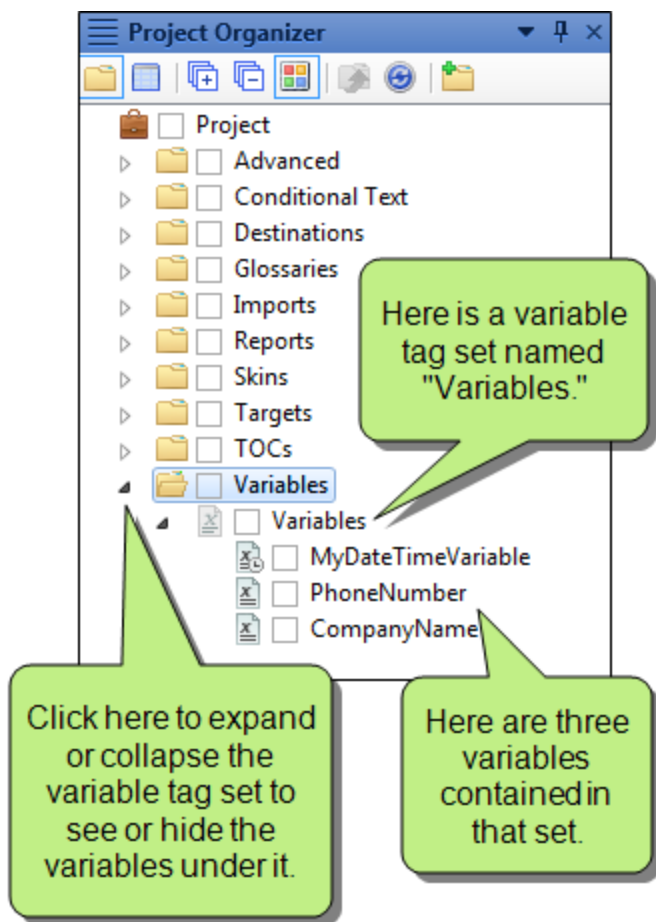 Project Organizer
Project
Advanced
Conditional Text
Destinations
Glossaries
Imports
Reports
Skins
Targets
TOCs
Variables
Variables
MyDateTimeVariable
PhoneNumber
CompanyName
Here is a variable
tag set named
"Variables."
Click here to expand
or collapse the
variable tag set to
see or hide the
variables under it.
Here are three
variables
contained in
that set.